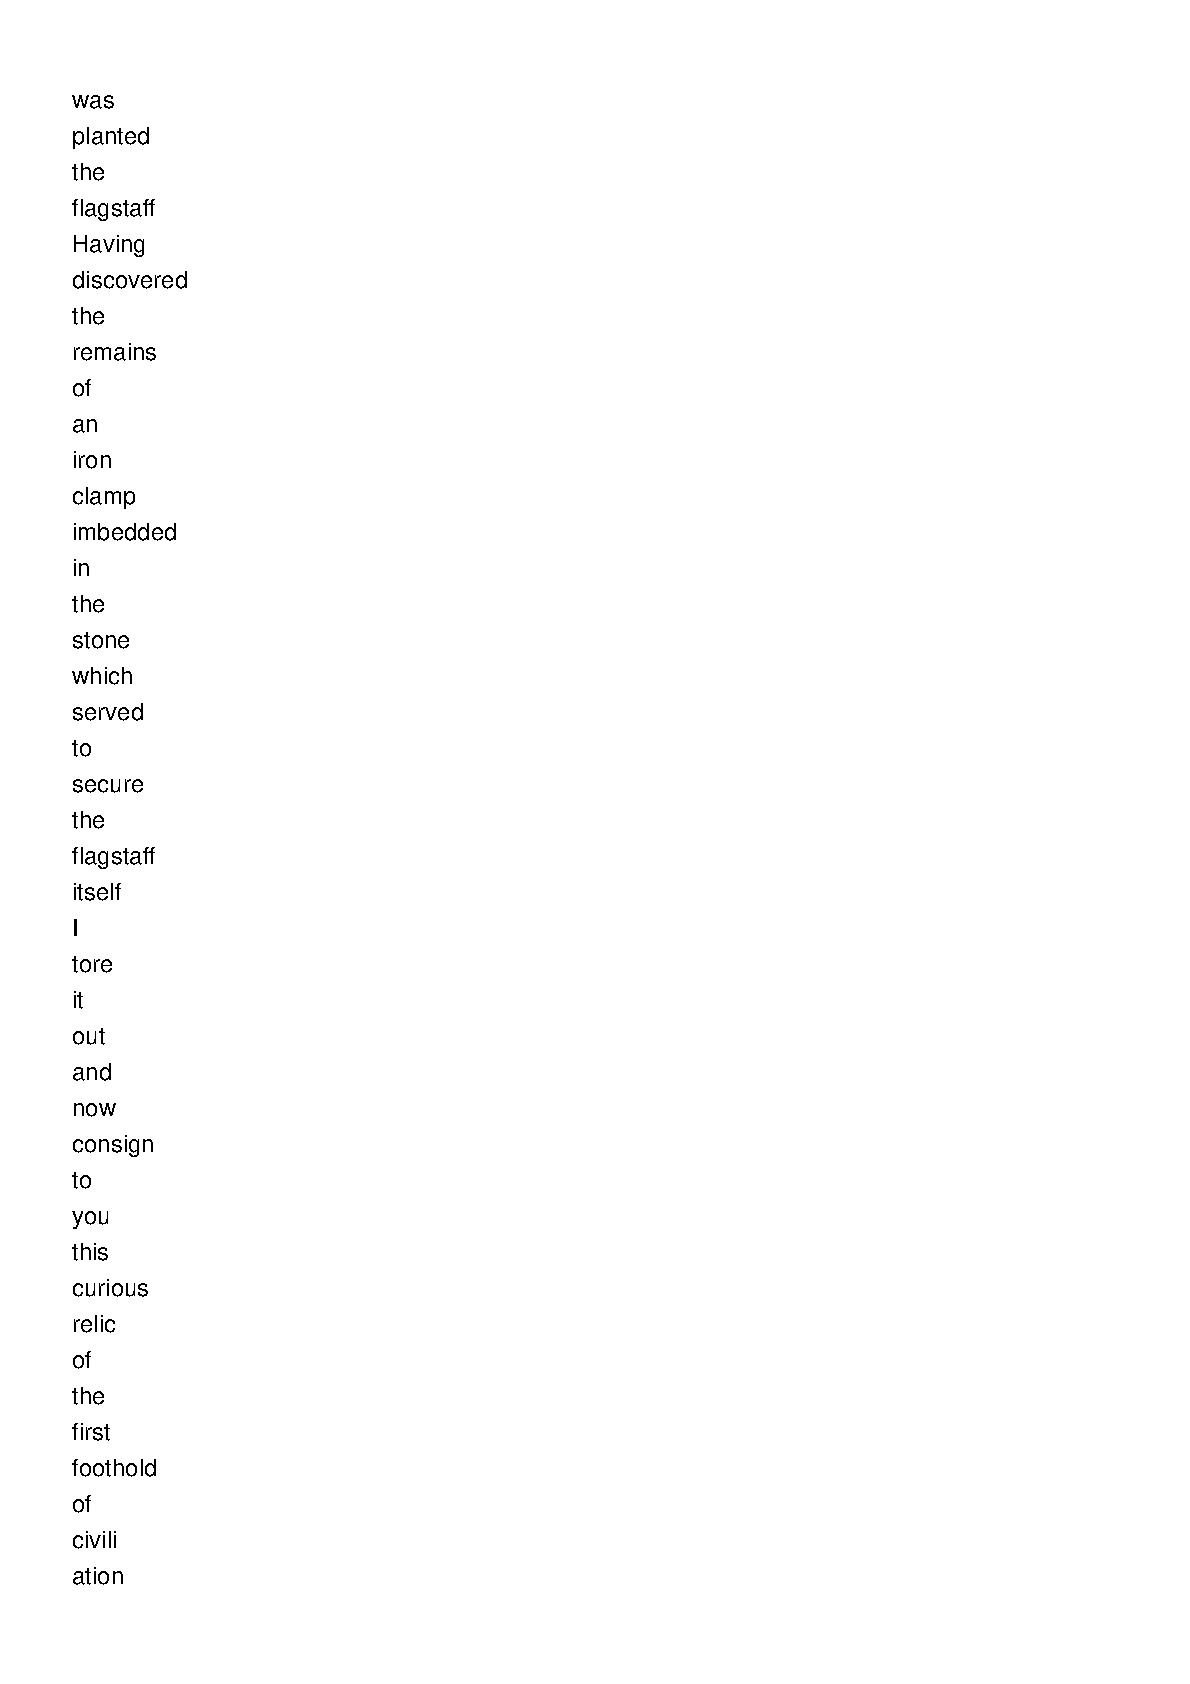 was
planted
the
flagstaff
Having
discovered
the
remains
of
an
iron
clamp
imbedded
in
the
stone
which
served
to
secure
the
flagstaff
itself
I
tore
it
out
and
now
consign
to
you
this
curious
relic
of
the
first
foothold
of
civili
ation